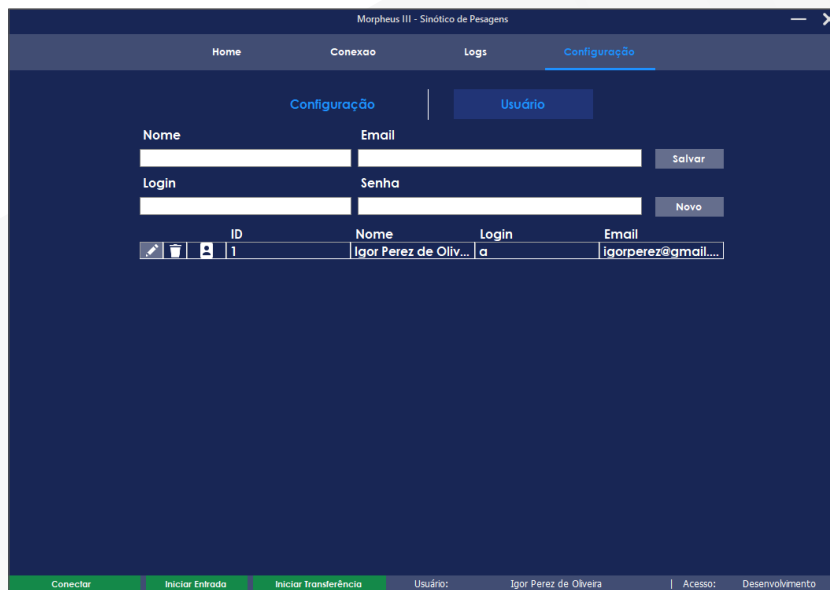 Morpheus III - Sinótico de Pesagens
Home Conexao Logs Configuração
Configuração Usuário
Nome Email
Salvar
Login Senha
Novo
ID Nome Login Email
1 Igor Perez de Oliv... a igorperez@gmail....
Conectar Iniciar Entrada Iniciar Transferência Usuário: Igor Perez de Oliveira Acesso: Desenvolvimento